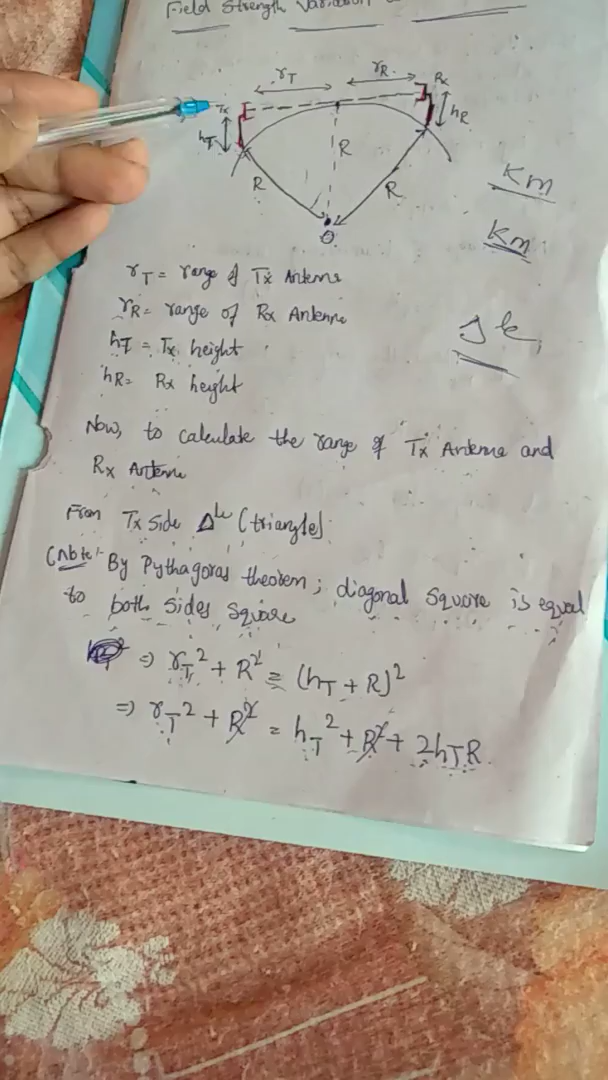 Field Strength Variation
rT
rR
Rx
Tx
hT
hR
R
R
R
O
Km
Km
rT = range of Tx Antenna
rR = range of Rx Antenna
hT = Tx height
hR = Rx height
Now, to calculate the range of Tx Antenna and
Rx Antenna
From Tx side Δle (triangle)
(Note:- By Pythagoras theorem; diagonal square is equal
to both sides square
⇒ rT² + R² = (hT + R)²
⇒ rT² + R² = hT² + R² + 2hTR